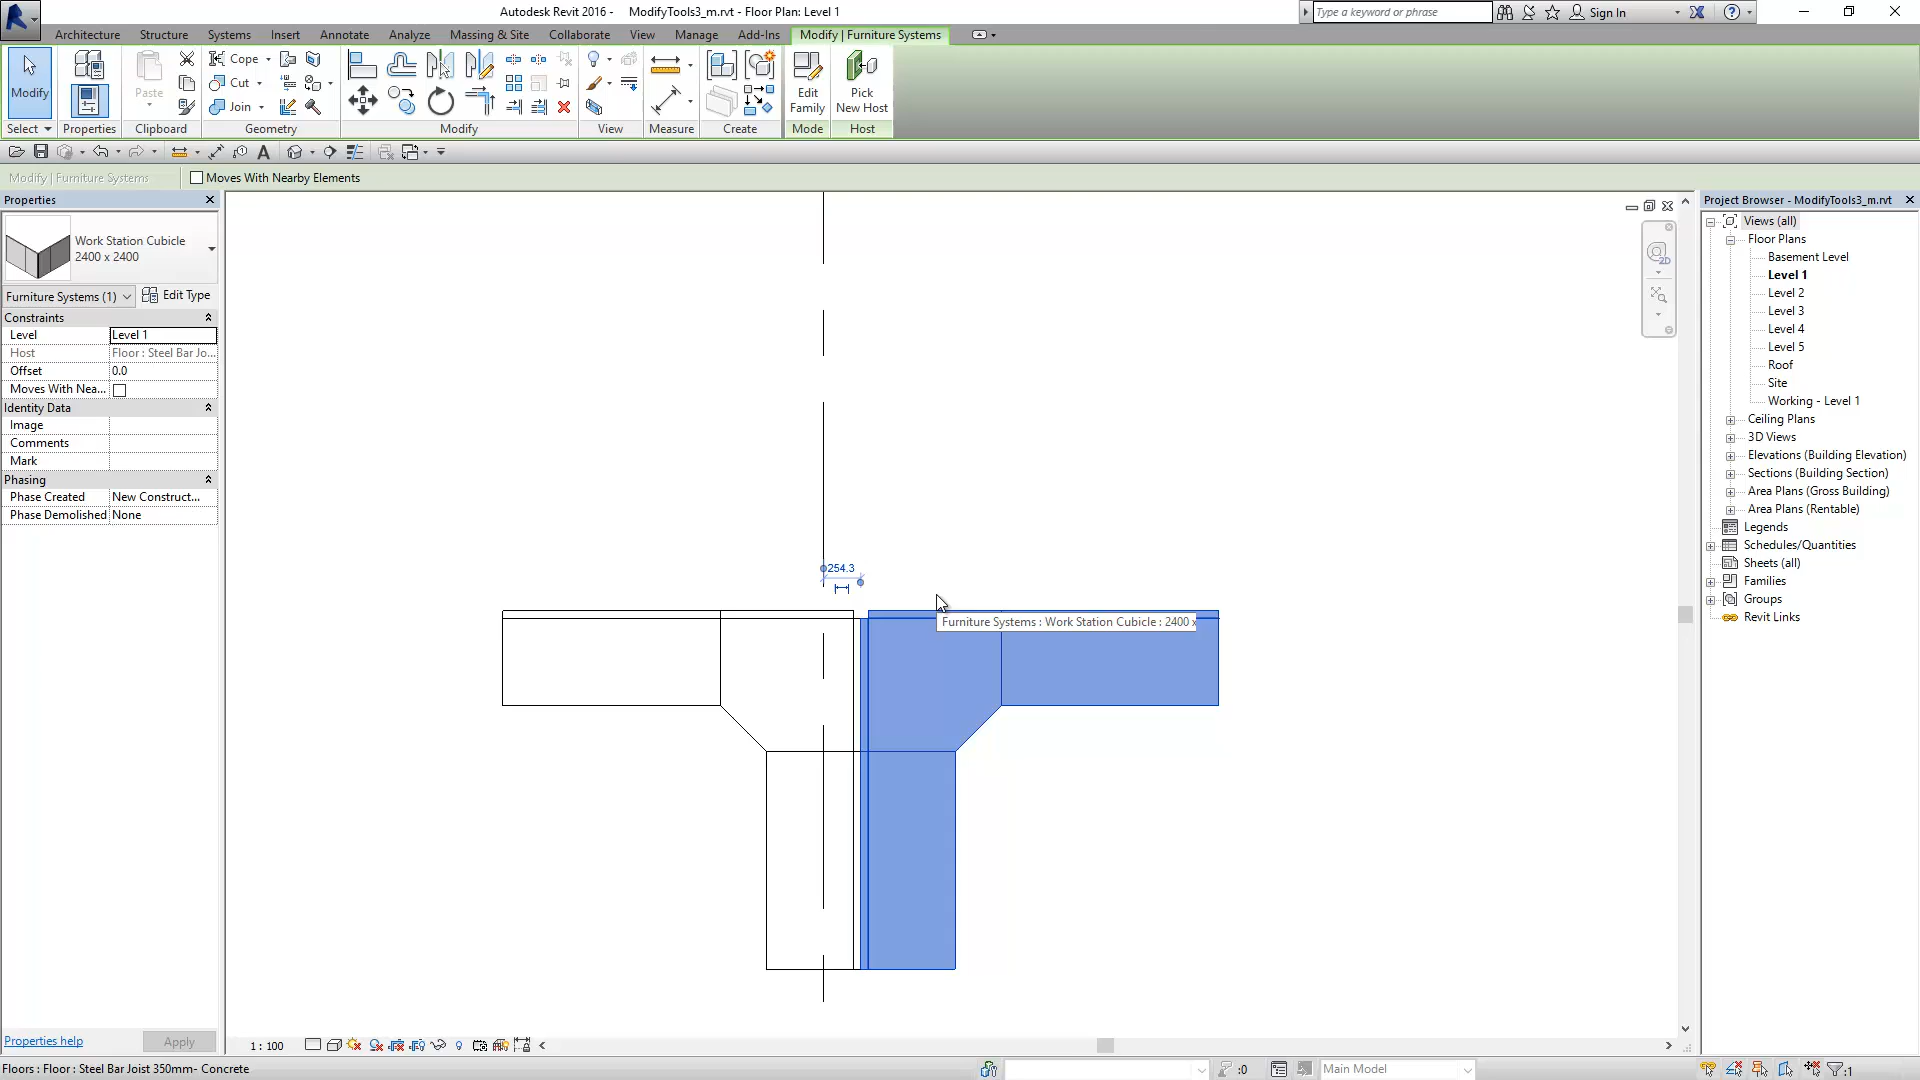 Autodesk Revit 2016 - ModifyTools3_m.rvt - Floor Plan: Level 1
Type a keyword or phrase
Sign In
Architecture Structure Systems Insert Annotate Analyze Massing & Site Collaborate View Manage Add-Ins Modify | Furniture Systems
Modify
Paste
Cope
Cut
Join
Edit Family
Pick New Host
Select Properties Clipboard Geometry Modify View Measure Create Mode Host
Modify | Furniture Systems
Moves With Nearby Elements
Properties
Work Station Cubicle
2400 x 2400
Furniture Systems (1) Edit Type
Constraints
Level Level 1
Host Floor : Steel Bar Jo...
Offset 0.0
Moves With Nea...
Identity Data
Image
Comments
Mark
Phasing
Phase Created New Construct...
Phase Demolished None
Properties help Apply
254.3
Furniture Systems : Work Station Cubicle : 2400 x
2D
Project Browser - ModifyTools3_m.rvt
Views (all)
Floor Plans
Basement Level
Level 1
Level 2
Level 3
Level 4
Level 5
Roof
Site
Working - Level 1
Ceiling Plans
3D Views
Elevations (Building Elevation)
Sections (Building Section)
Area Plans (Gross Building)
Area Plans (Rentable)
Legends
Schedules/Quantities
Sheets (all)
Families
Groups
Revit Links
1 : 100
Floors : Floor : Steel Bar Joist 350mm- Concrete
:0
Main Model
:1